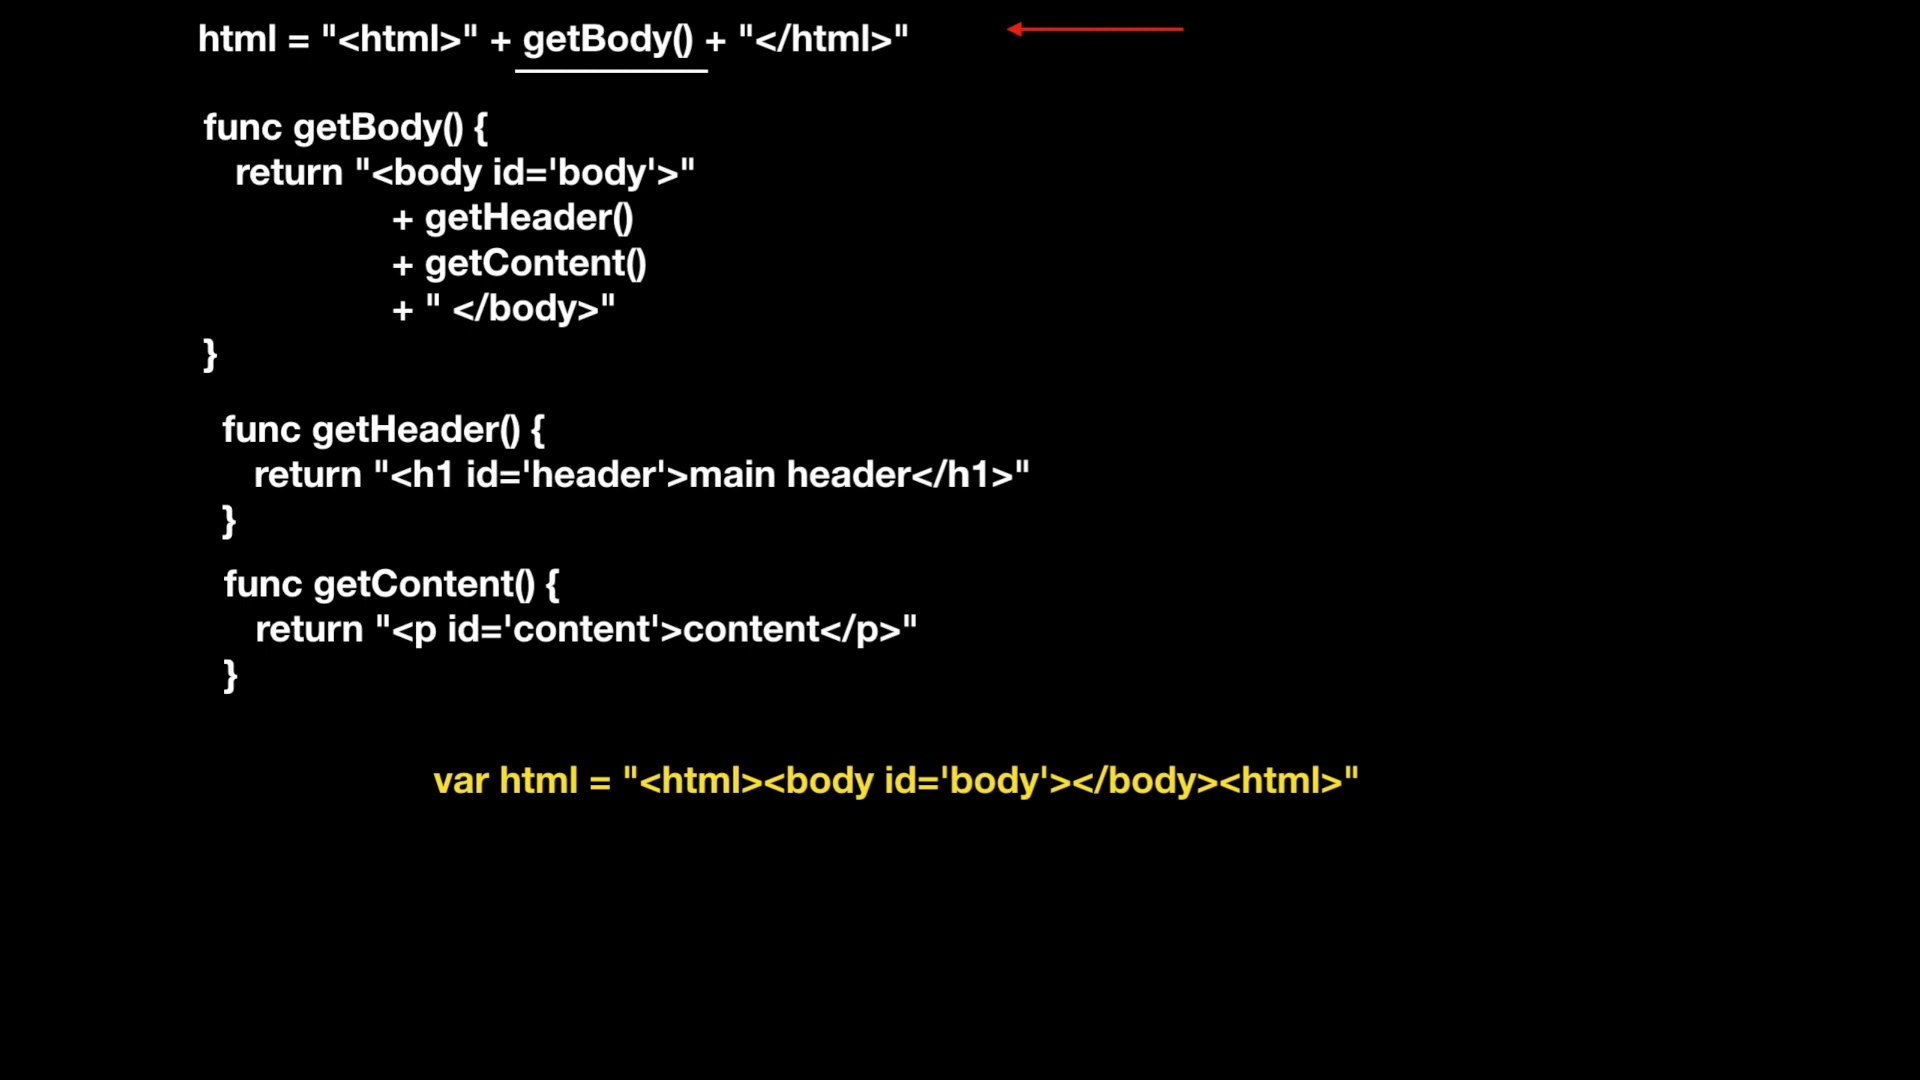 html = "<html>" + getBody() + "</html>"
func getBody() {
return "<body id='body'>"
+ getHeader()
+ getContent()
+ " </body>"
}
func getHeader() {
return "<h1 id='header'>main header</h1>"
}
func getContent() {
return "<p id='content'>content</p>"
}
var html = "<html><body id='body'></body><html>"